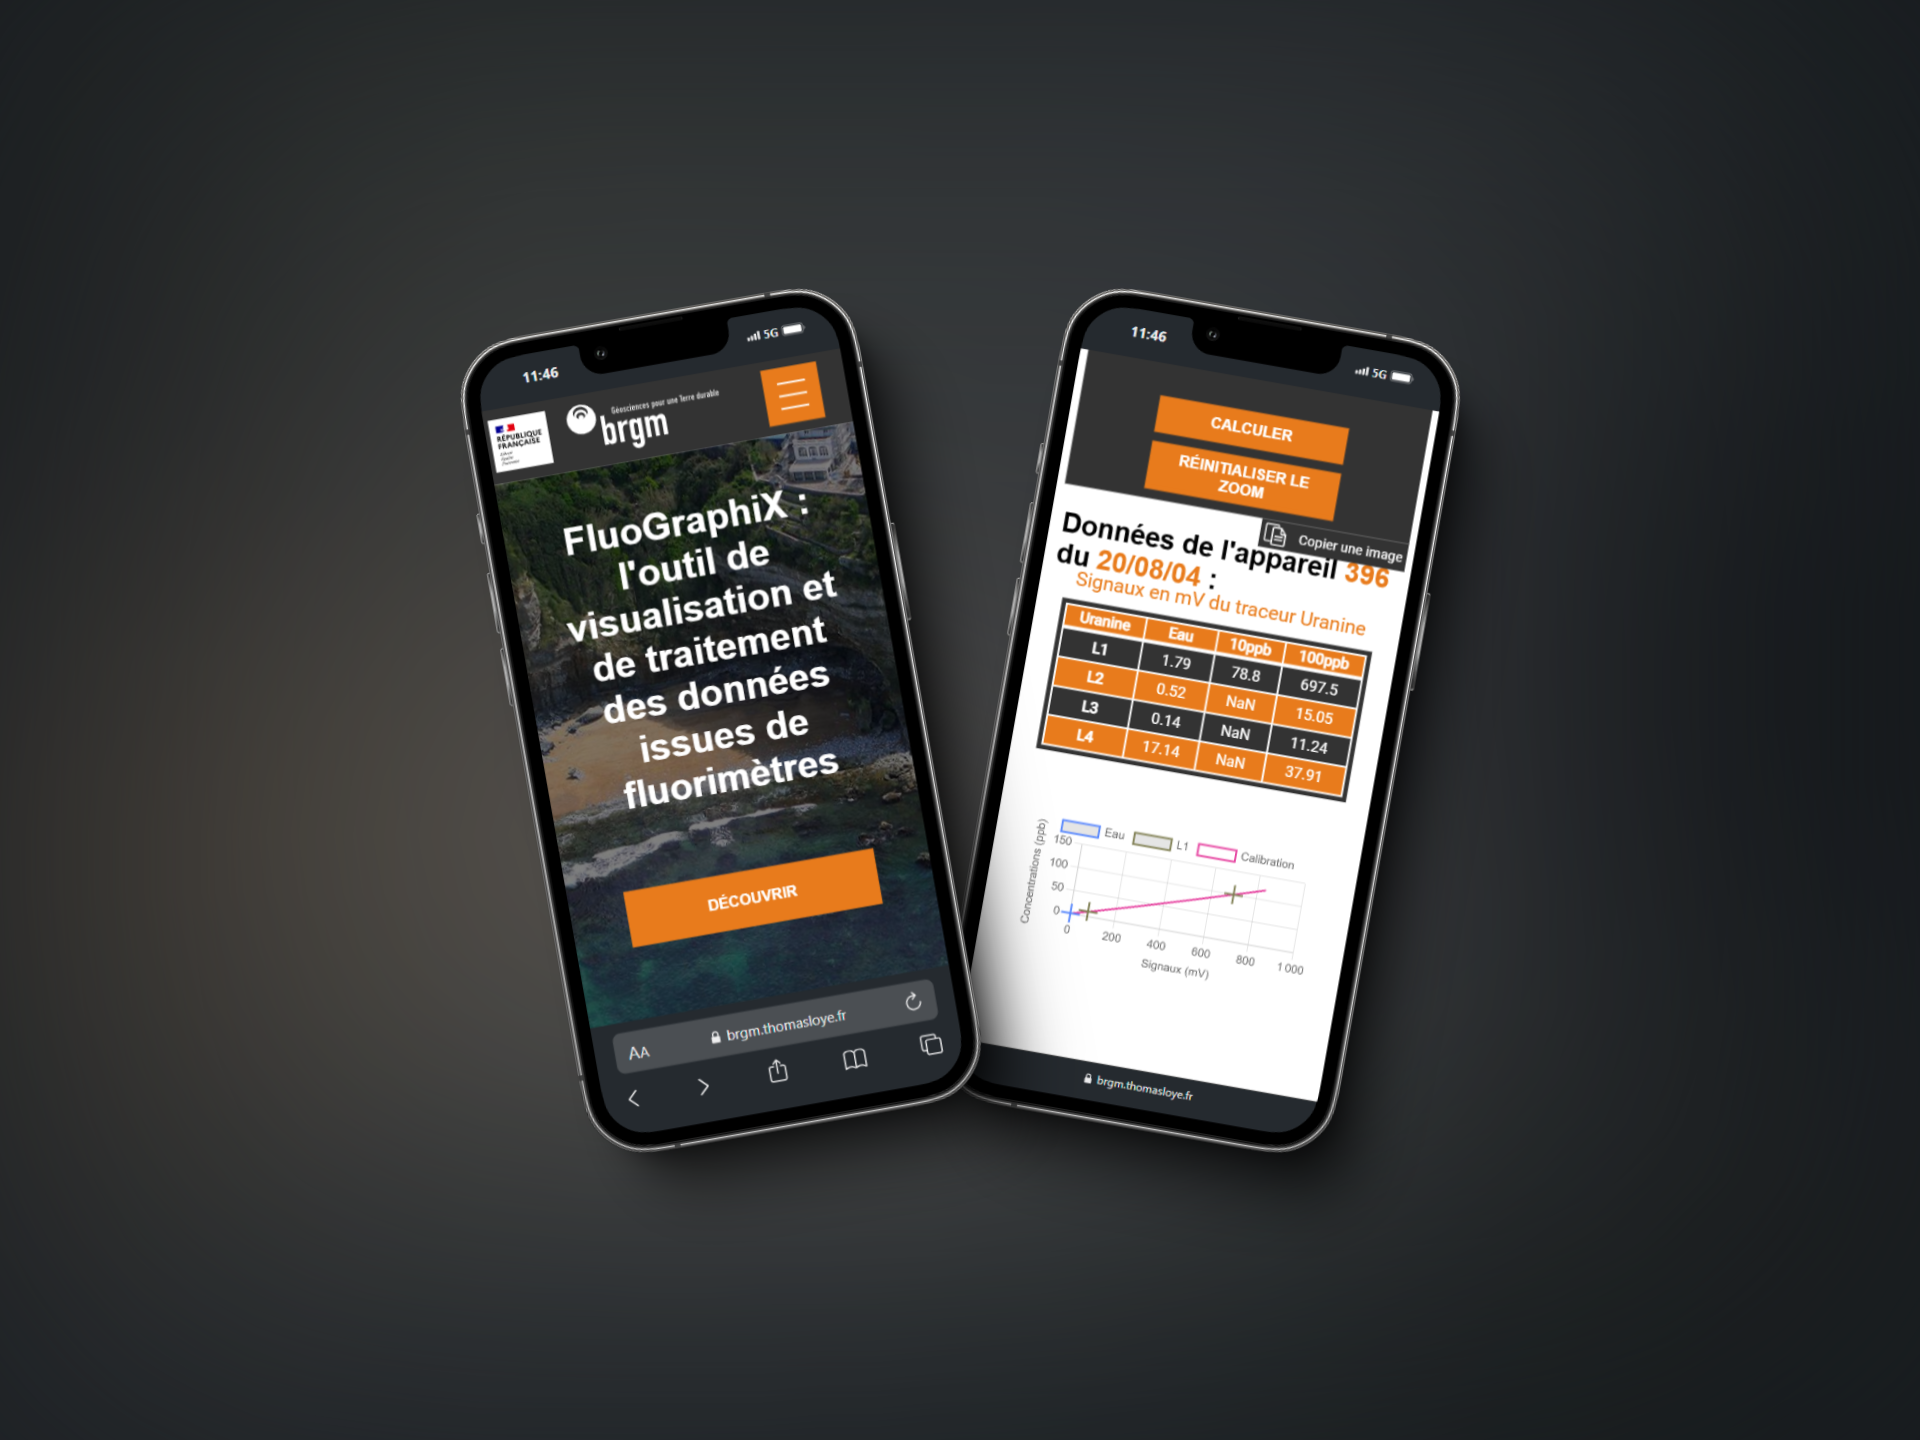 11:46
5G
RÉPUBLIQUE
FRANÇAISE
Géosciences pour une Terre durable
brgm
FluoGraphiX :
l'outil de
visualisation et
de traitement
des données
issues de
fluorimètres
DÉCOUVRIR
AA
brgm.thomasloye.fr
11:46
5G
CALCULER
RÉINITIALISER LE
ZOOM
Copier une image
Données de l'appareil 396
du 20/08/04 :
Signaux en mV du traceur Uranine
Uranine Eau 10ppb 100ppb
L1 1.79 78.8 697.5
L2 0.52 NaN 15.05
L3 0.14 NaN 11.24
L4 17.14 NaN 37.91
Eau L1 Calibration
Concentrations (ppb)
150
100
50
0
0 200 400 600 800 1 000
Signaux (mV)
brgm.thomasloye.fr